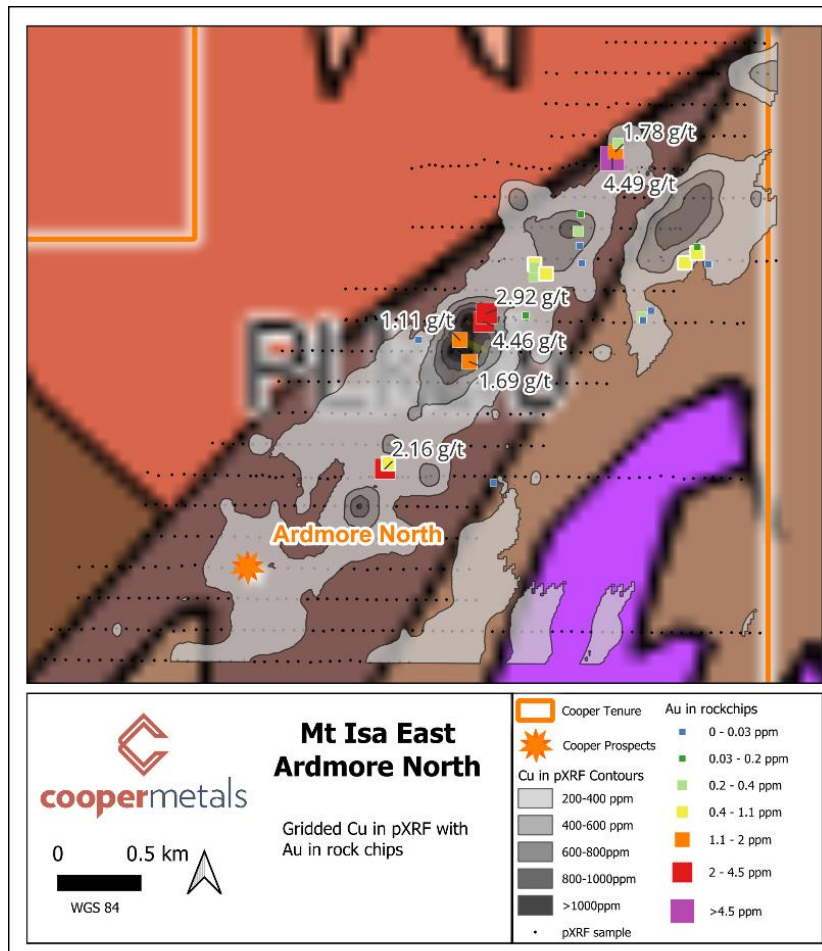 1.78 g/t
4.49 g/t
2.92 g/t
1.11 g/t
4.46 g/t
1.69 g/t
2.16 g/t
Ardmore North
coopermetals
0 0.5 km
WGS 84
Mt Isa East
Ardmore North
Gridded Cu in pXRF with
Au in rock chips
Cooper Tenure
Cooper Prospects
Cu in pXRF Contours
200-400 ppm
400-600 ppm
600-800ppm
800-1000ppm
>1000ppm
pXRF sample
Au in rockchips
0 - 0.03 ppm
0.03 - 0.2 ppm
0.2 - 0.4 ppm
0.4 - 1.1 ppm
1.1 - 2 ppm
2 - 4.5 ppm
>4.5 ppm